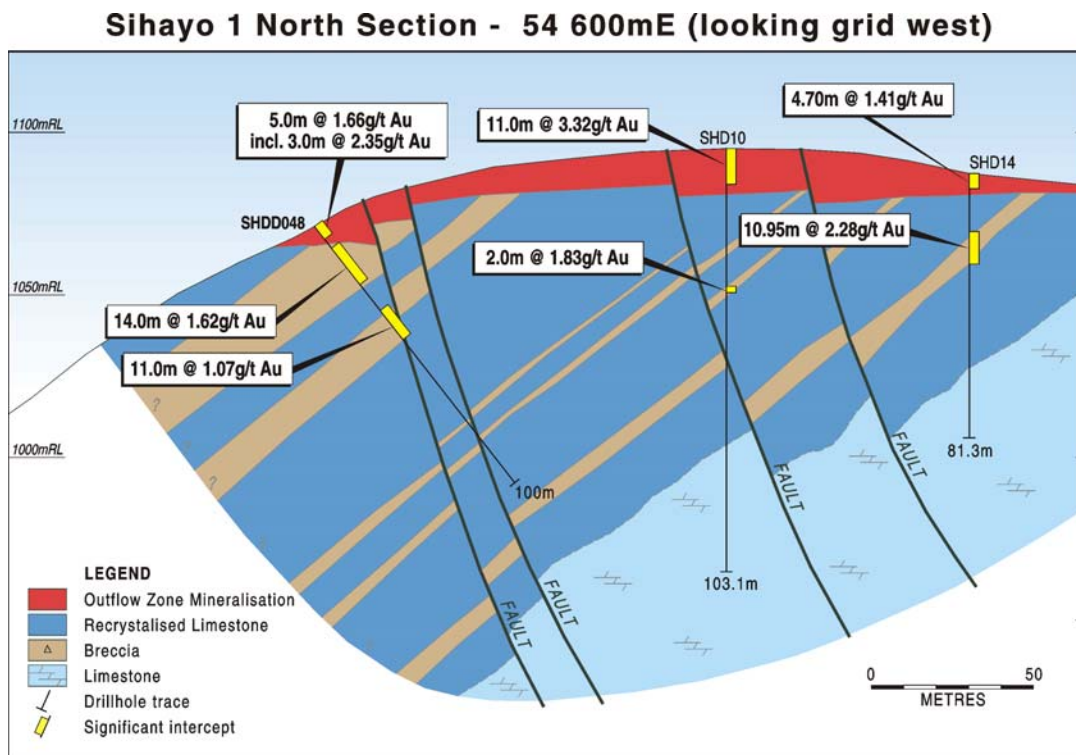 Sihayo 1 North Section - 54 600mE (looking grid west)
1100mRL
5.0m @ 1.66g/t Au
incl. 3.0m @ 2.35g/t Au
11.0m @ 3.32g/t Au
4.70m @ 1.41g/t Au
SHD10
SHD14
SHDD048
10.95m @ 2.28g/t Au
2.0m @ 1.83g/t Au
1050mRL
14.0m @ 1.62g/t Au
11.0m @ 1.07g/t Au
?
?
1000mRL
100m
FAULT
FAULT
FAULT
FAULT
81.3m
103.1m
LEGEND
Outflow Zone Mineralisation
Recrystalised Limestone
Breccia
Limestone
Drillhole trace
Significant intercept
0 50
METRES